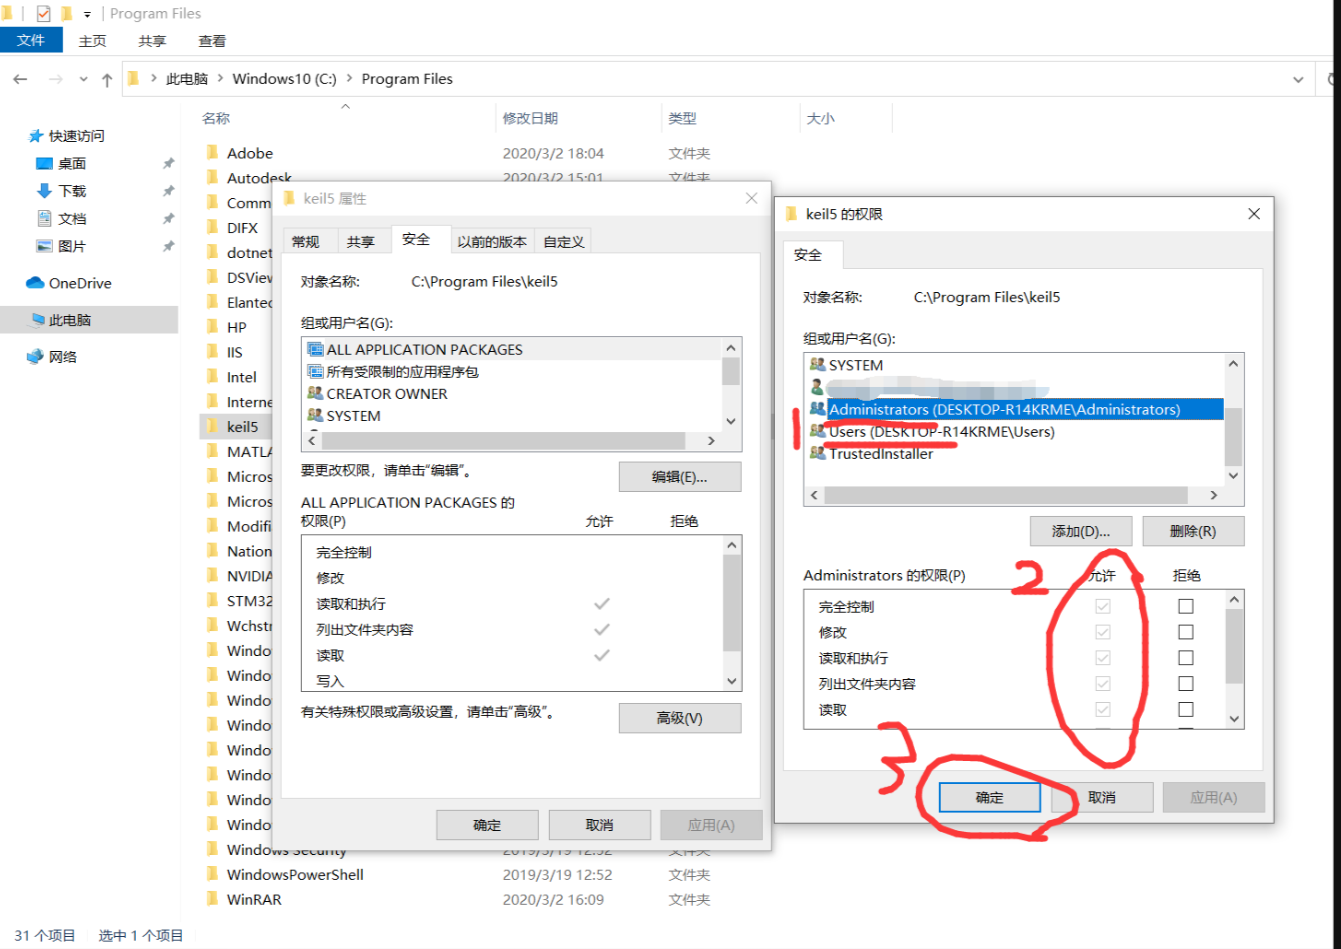 Program Files
文件 主页 共享 查看
此电脑 Windows10 (C:) Program Files
名称 修改日期 类型 大小
快速访问
桌面
下载
文档
图片
OneDrive
此电脑
网络
Adobe 2020/3/2 18:04 文件夹
Autodesk 2020/3/2 15:01 文件夹
Comm
DIFX
dotnet
DSView
Elantec
HP
IIS
Intel
Interne
keil5
MATLA
Micros
Micros
Modifi
Nation
NVIDIA
STM32
Wchstr
Windo
Windo
Windo
Windo
Windo
Windo
Windo
Windo
Windows Security 2019/3/19 12:52 文件夹
WindowsPowerShell 2019/3/19 12:52 文件夹
WinRAR 2020/3/2 16:09 文件夹
31 个项目 选中 1 个项目
keil5 属性
常规 共享 安全 以前的版本 自定义
对象名称: C:\Program Files\keil5
组或用户名(G):
ALL APPLICATION PACKAGES
所有受限制的应用程序包
CREATOR OWNER
SYSTEM
要更改权限，请单击“编辑”。
编辑(E)...
ALL APPLICATION PACKAGES 的
权限(P) 允许 拒绝
完全控制
修改
读取和执行
列出文件夹内容
读取
写入
有关特殊权限或高级设置，请单击“高级”。
高级(V)
确定 取消 应用(A)
keil5 的权限
安全
对象名称: C:\Program Files\keil5
组或用户名(G):
SYSTEM
Administrators (DESKTOP-R14KRME\Administrators)
1
Users (DESKTOP-R14KRME\Users)
TrustedInstaller
添加(D)... 删除(R)
Administrators 的权限(P) 2 允许 拒绝
完全控制
修改
读取和执行
列出文件夹内容
读取
3
确定 取消 应用(A)